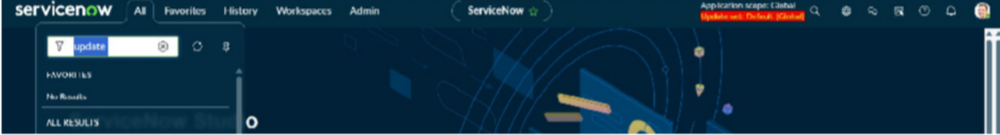 servicenow All Favorites History Workspaces Admin ServiceNow Application scope: Global
Update set: Default [Global]
update
FAVORITES
No Results
ALL RESULTS
ServiceNow Studio